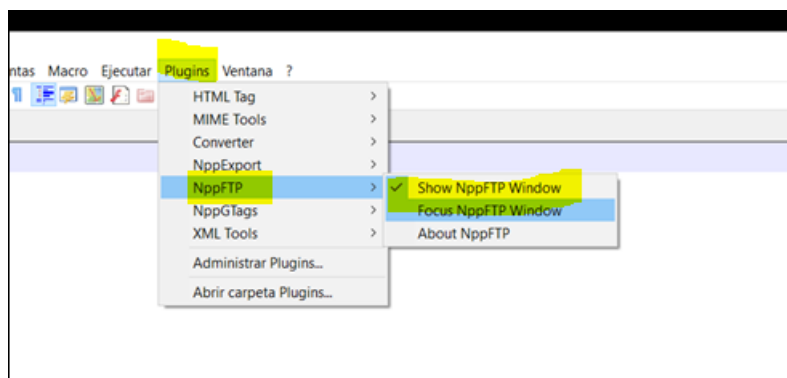 ntas Macro Ejecutar Plugins Ventana ?
HTML Tag
MIME Tools
Converter
NppExport
NppFTP
Show NppFTP Window
NppGTags
Focus NppFTP Window
XML Tools
About NppFTP
Administrar Plugins...
Abrir carpeta Plugins...